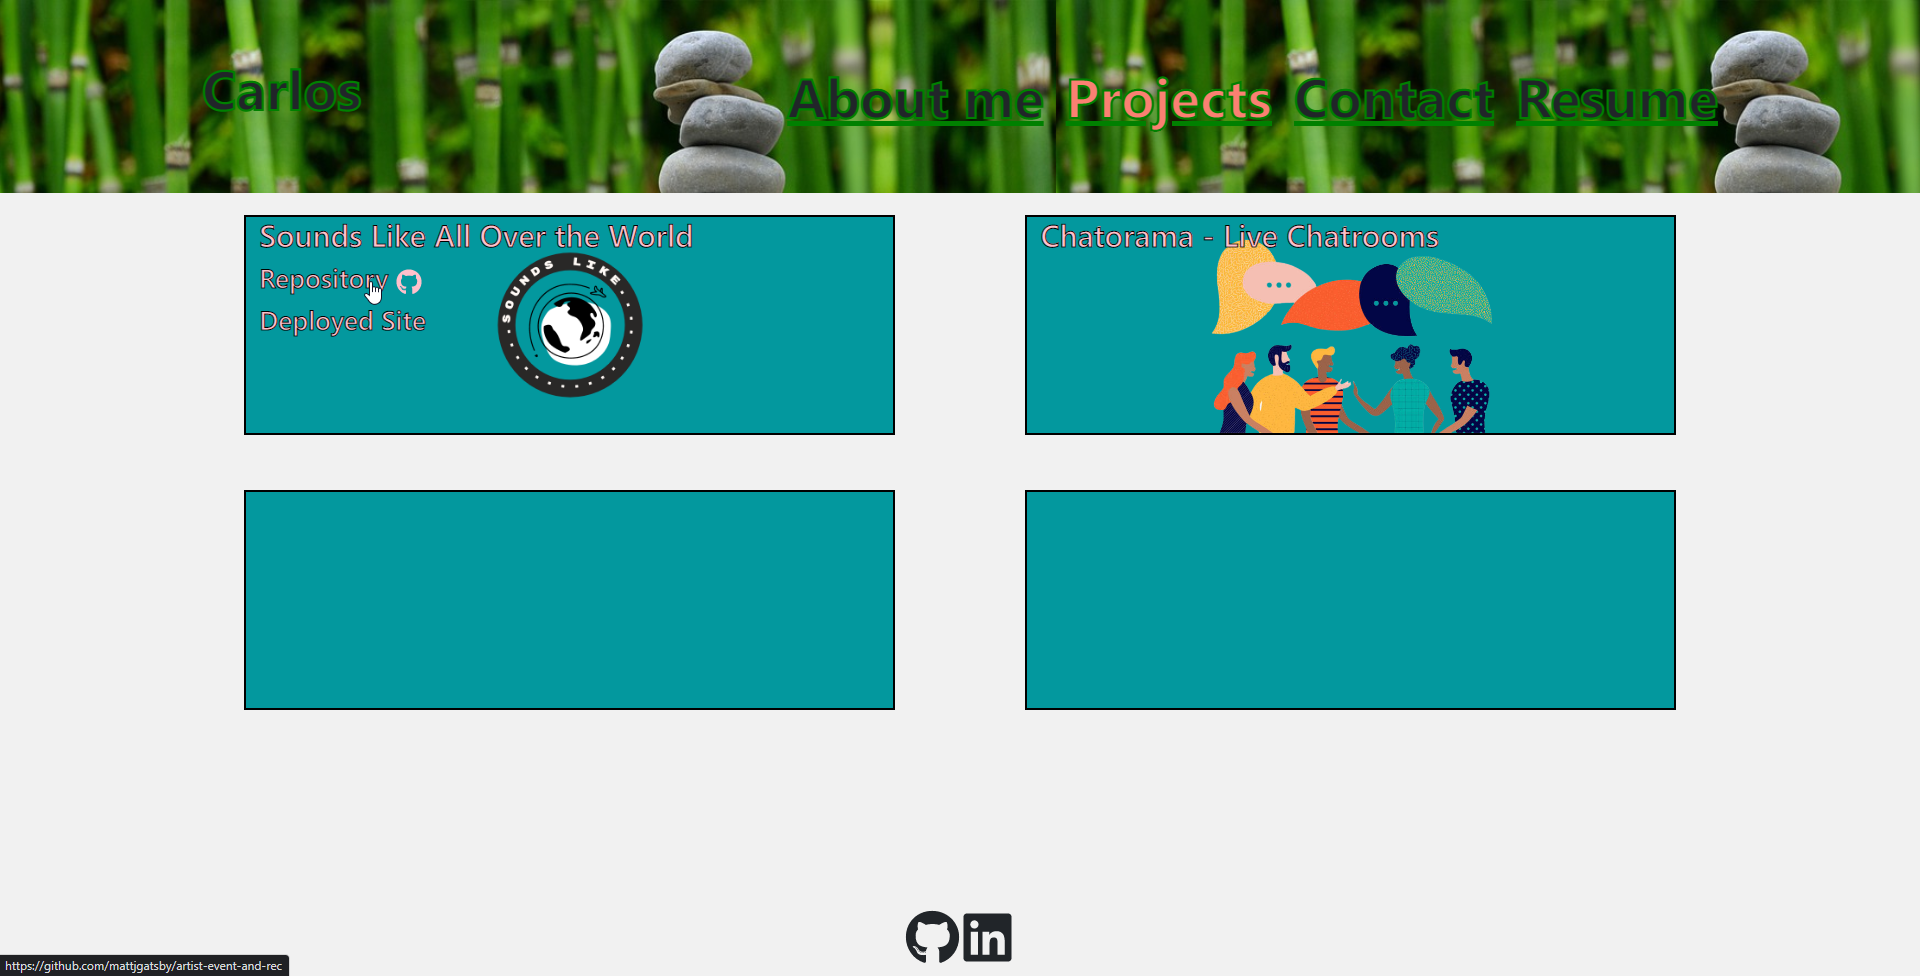 Carlos
About me Projects Contact Resume
Sounds Like All Over the World
Repository
Deployed Site
SOUNDS LIKE
Chatorama - Live Chatrooms
in
https://github.com/mattjgatsby/artist-event-and-rec